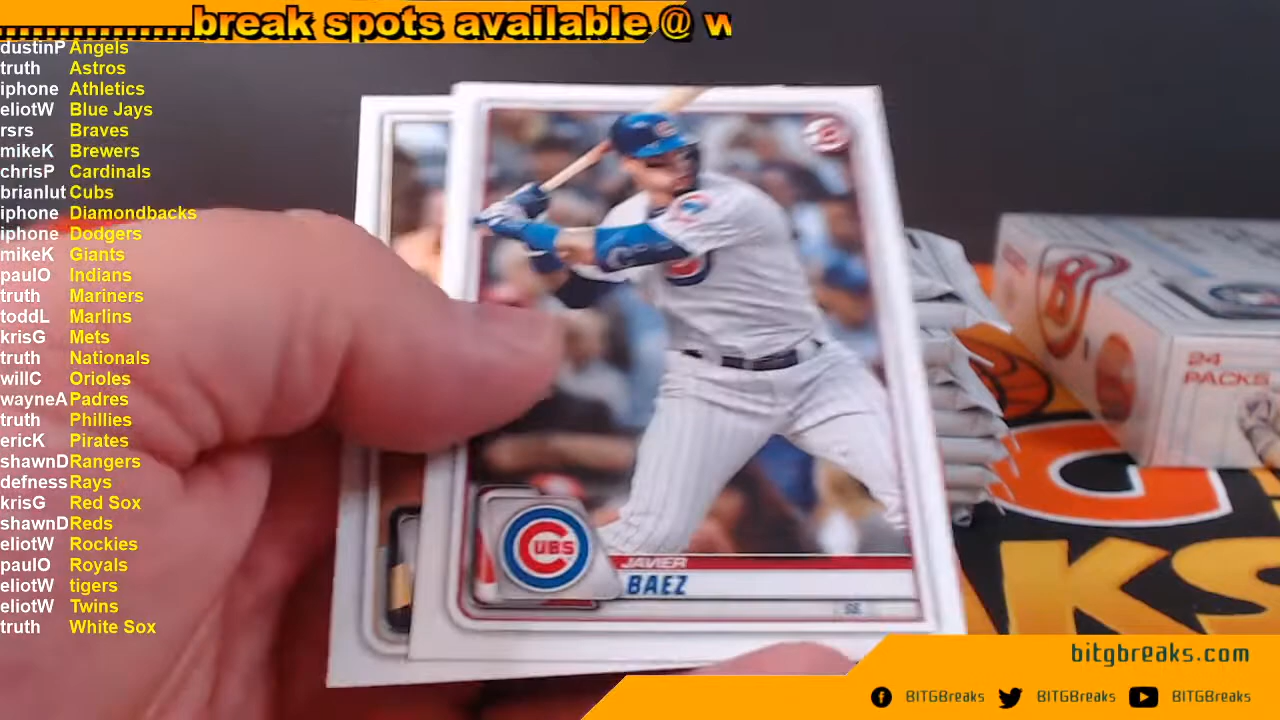 ...............break spots available @ w
dustinP Angels
truth Astros
iphone Athletics
eliotW Blue Jays
rsrs Braves
mikeK Brewers
chrisP Cardinals
brianlut Cubs
iphone Diamondbacks
iphone Dodgers
mikeK Giants
paulO Indians
truth Mariners
toddL Marlins
krisG Mets
truth Nationals
willC Orioles
wayneA Padres
truth Phillies
ericK Pirates
shawnD Rangers
defness Rays
krisG Red Sox
shawnD Reds
eliotW Rockies
paulO Royals
eliotW tigers
eliotW Twins
truth White Sox
CUBS
JAVIER
BAEZ
SS
B
24
PACKS
AKS
bitgbreaks.com
BITGBreaks BITGBreaks BITGBreaks